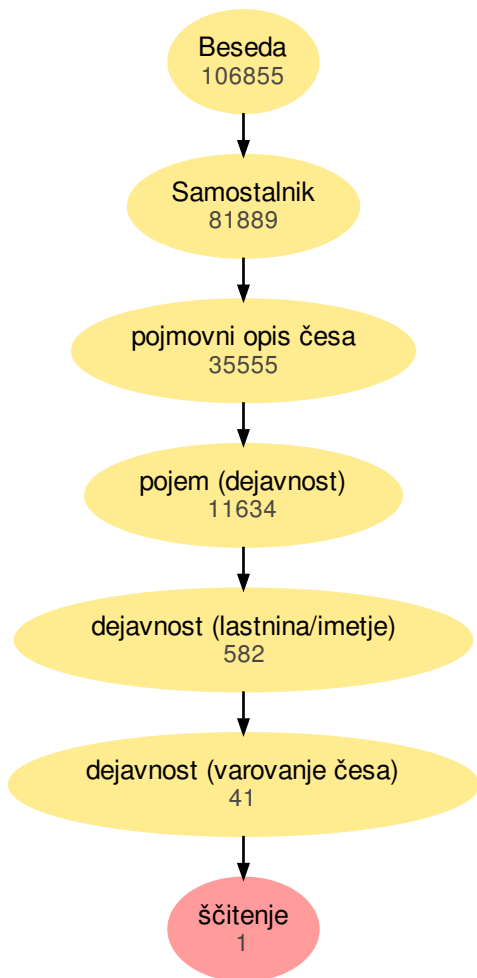 Beseda
106855
Samostalnik
81889
pojmovni opis česa
35555
pojem (dejavnost)
11634
dejavnost (lastnina/imetje)
582
dejavnost (varovanje česa)
41
ščitenje
1